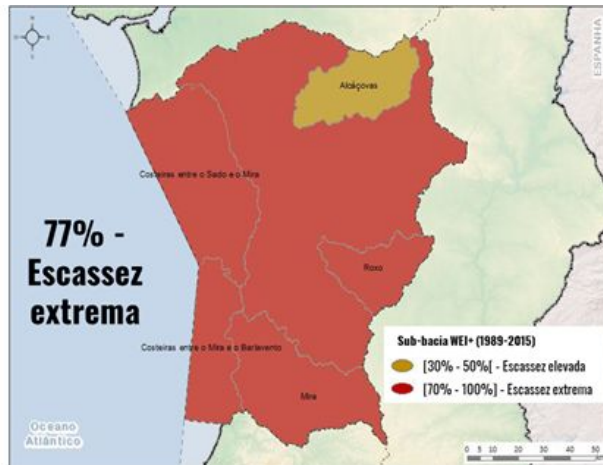 ESPANHA
Alcáçovas
Costeiras entre o Sado e o Mira
77% -
Escassez
extrema
Roxo
Costeiras entre o Mira e o Barlavento
Mira
Sub-bacia WEI+ (1989-2015)
[30% - 50%[ - Escassez elevada
[70% - 100%] - Escassez extrema
Oceano
Atlântico
0 5 10 20 30 40 50